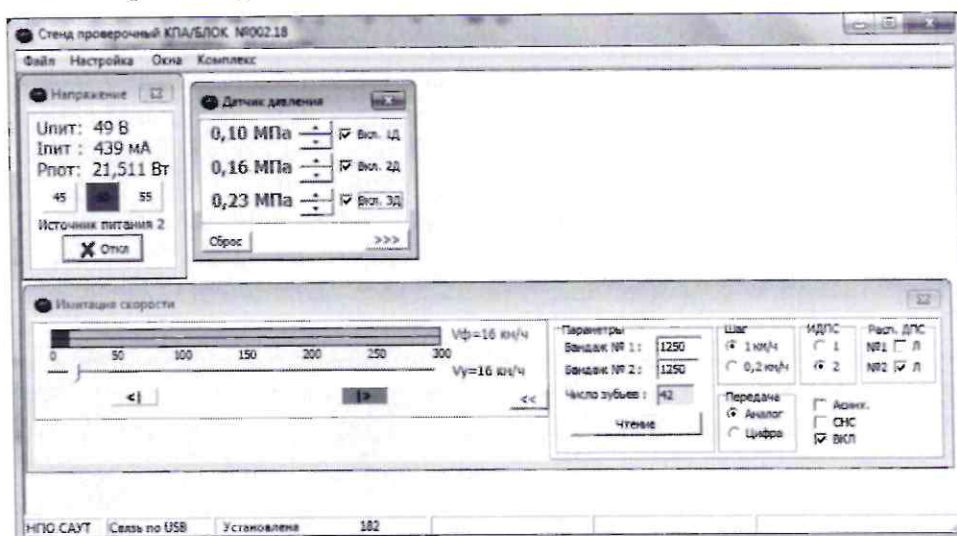 Стенд проверочный КПА/БЛОК №002.18
Файл Настройка Окна Комплекс
Напряжение
Uпит: 49 В
Iпит : 439 мА
Pпот: 21,511 Вт
45 55
Источник питания 2
Откл
Датчик давления
0,10 МПа Вкл. 1Д
0,16 МПа Вкл. 2Д
0,23 МПа Вкл. 3Д
Сброс >>>
Имитация скорости
0 50 100 150 200 250 300
Vф=16 км/ч
Vу=16 км/ч
<| |> <<
Параметры
Бандаж № 1: 1250
Бандаж № 2: 1250
Число зубьев : 42
Чтение
Шаг
1 км/ч
0,2 км/ч
Передача
Аналог
Цифра
ИДПС
1
2
Расп. ДПС
№1 Л
№2 Л
Асинх.
СНС
ВКЛ
НПО САУТ Связь по USB Установлена 182